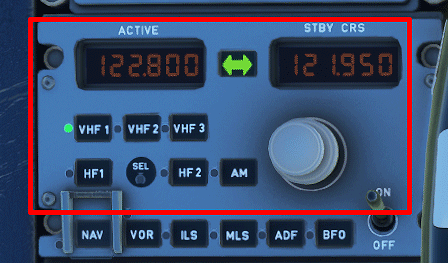 ACTIVE STBY CRS
122.800 121.950
VHF 1 VHF 2 VHF 3
HF1 SEL HF 2 AM
ON
NAV VOR ILS MLS ADF BFO
OFF